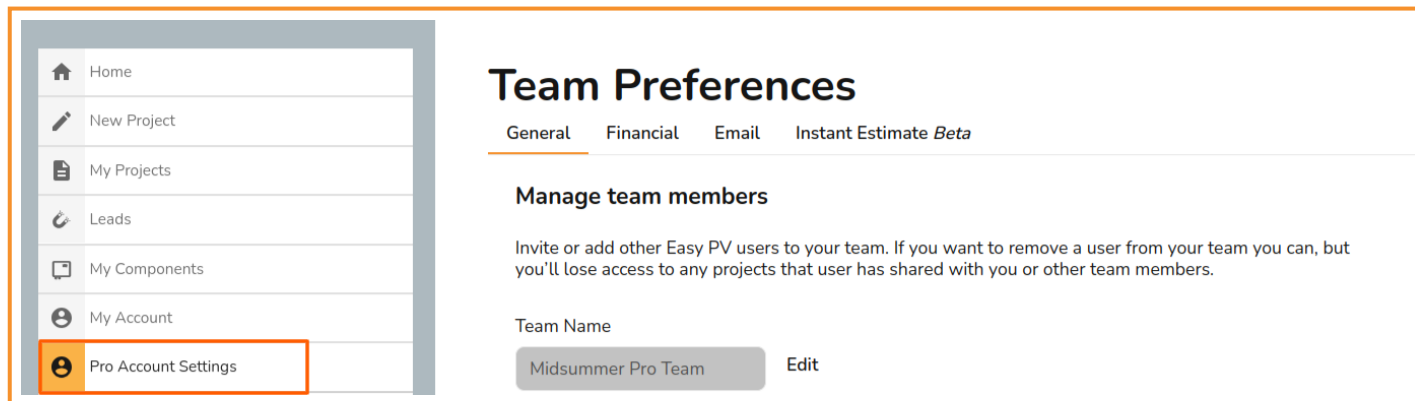 Home
New Project
My Projects
Leads
My Components
My Account
Pro Account Settings
Team Preferences
General Financial Email Instant Estimate Beta
Manage team members
Invite or add other Easy PV users to your team. If you want to remove a user from your team you can, but
you'll lose access to any projects that user has shared with you or other team members.
Team Name
Midsummer Pro Team Edit